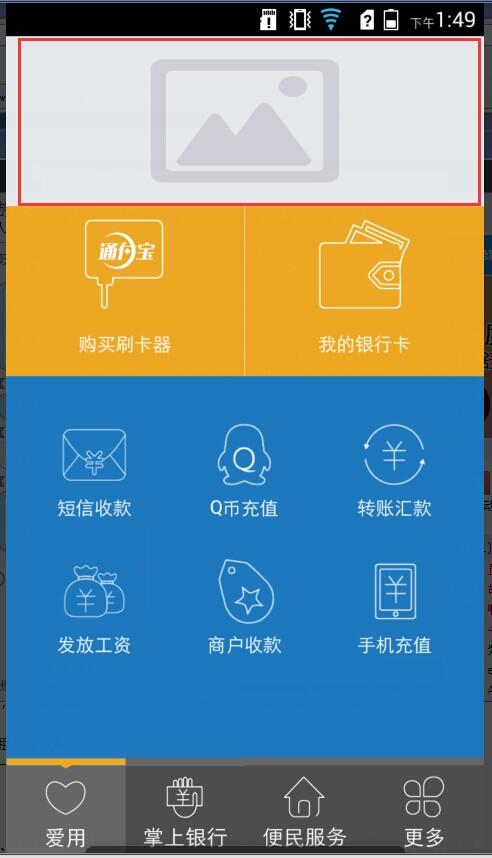 下午1:49
通付宝
购买刷卡器
我的银行卡
短信收款
Q币充值
转账汇款
发放工资
商户收款
手机充值
爱用
掌上银行
便民服务
更多